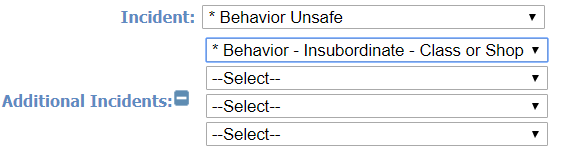 Incident: * Behavior Unsafe
* Behavior - Insubordinate - Class or Shop
--Select--
Additional Incidents: --Select--
--Select--